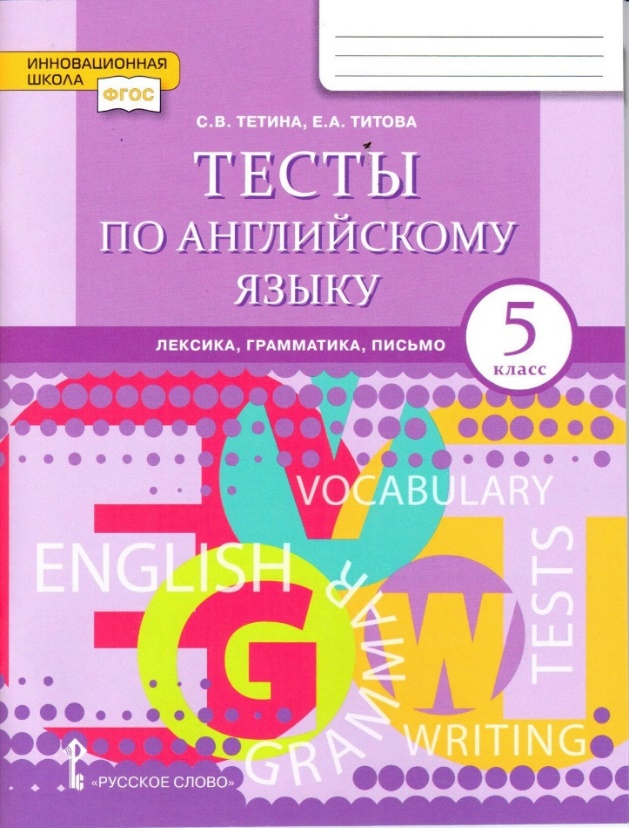 ИННОВАЦИОННАЯ
ШКОЛА
ФГОС
С.В. ТЕТИНА, Е.А. ТИТОВА
ТЕСТЫ
ПО АНГЛИЙСКОМУ
ЯЗЫКУ
ЛЕКСИКА, ГРАММАТИКА, ПИСЬМО
5
класс
E V T
VOCABULARY
ENGLISH
TESTS
G W
GRAMMAR
WRITING
РС
«РУССКОЕ СЛОВО»